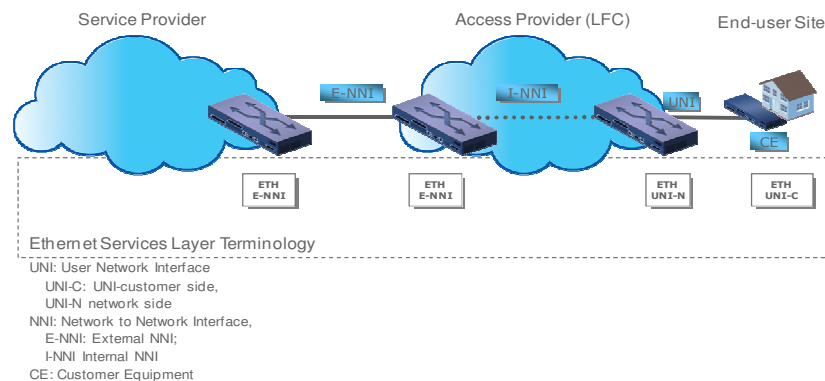 Service Provider
Access Provider (LFC)
End-user Site
E-NNI
I-NNI
UNI
CE
ETH
E-NNI
ETH
E-NNI
ETH
UNI-N
ETH
UNI-C
Ethernet Services Layer Terminology
UNI: User Network Interface
UNI-C: UNI-customer side,
UNI-N network side
NNI: Network to Network Interface,
E-NNI: External NNI;
I-NNI Internal NNI
CE: Customer Equipment